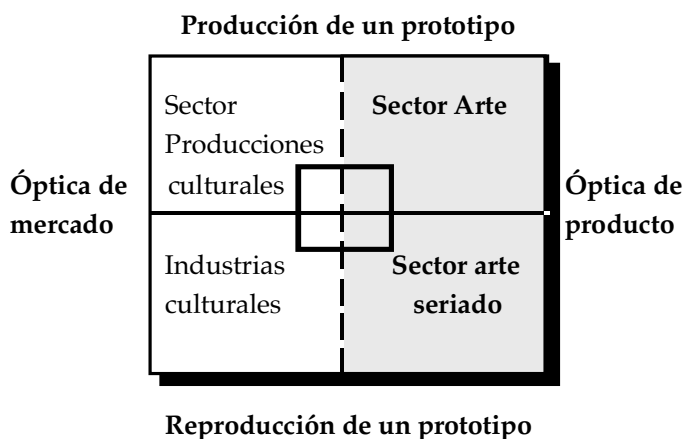 Producción de un prototipo
Sector
Producciones
culturales
Sector Arte
Óptica de
mercado
Óptica de
producto
Industrias
culturales
Sector arte
seriado
Reproducción de un prototipo